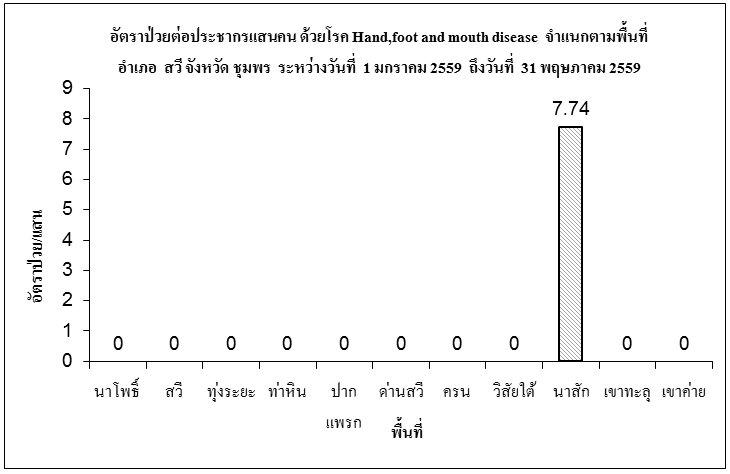 อัตราป่วยต่อประชากรแสนคน ด้วยโรค Hand,foot and mouth disease จำแนกตามพื้นที่
อำเภอ สวี จังหวัด ชุมพร ระหว่างวันที่ 1 มกราคม 2559 ถึงวันที่ 31 พฤษภาคม 2559
อัตราป่วย/แสน
9
8
7
6
5
4
3
2
1
0
0 0 0 0 0 0 0 0 7.74 0 0
นาโพธิ์ สวี ทุ่งระยะ ท่าหิน ปาก ด่านสวี ครน วิสัยใต้ นาสัก เขาทะลุ เขาค่าย
แพรก
พื้นที่